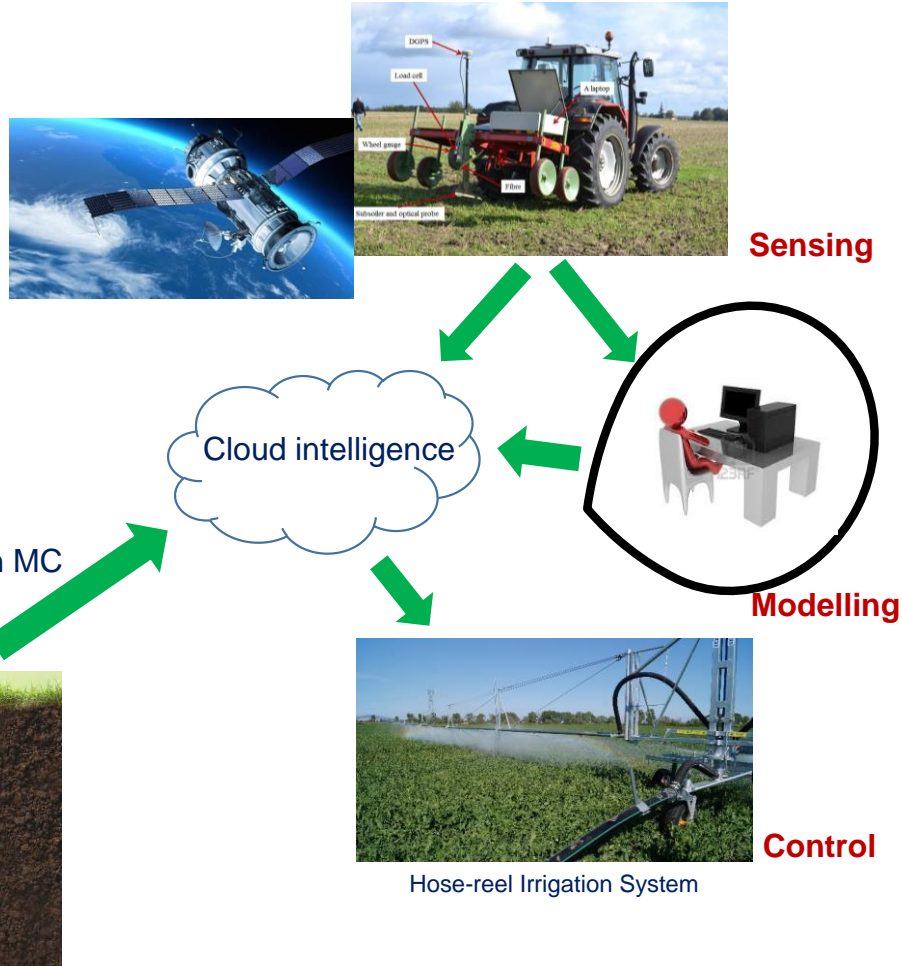 DGPS
Load cell
A laptop
Wheel gauge
Fibre
Subsoiler and optical probe
Sensing
Cloud intelligence
123RF
MC
Modelling
Control
Hose-reel Irrigation System